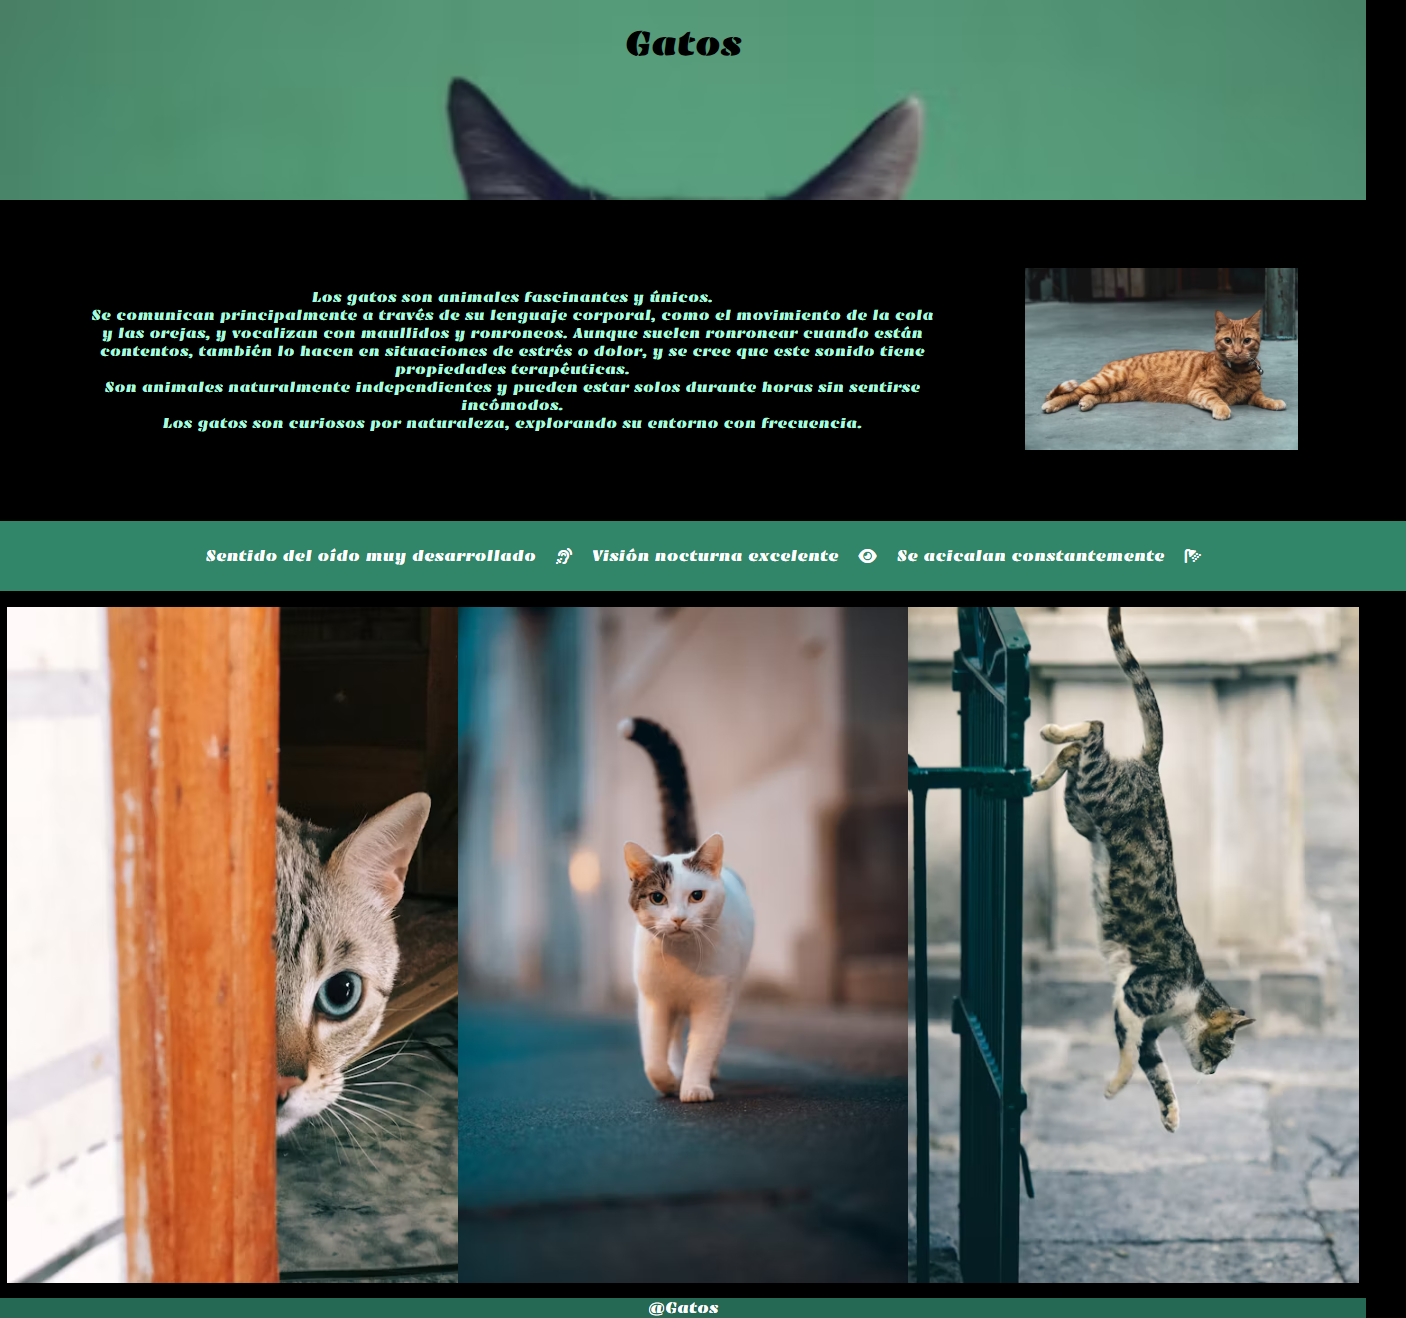 Gatos
Los gatos son animales fascinantes y únicos.
Se comunican principalmente a través de su lenguaje corporal, como el movimiento de la cola
y las orejas, y vocalizan con maullidos y ronroneos. Aunque suelen ronronear cuando están
contentos, también lo hacen en situaciones de estrés o dolor, y se cree que este sonido tiene
propiedades terapéuticas.
Son animales naturalmente independientes y pueden estar solos durante horas sin sentirse
incómodos.
Los gatos son curiosos por naturaleza, explorando su entorno con frecuencia.
Sentido del oído muy desarrollado Visión nocturna excelente Se acicalan constantemente
@Gatos